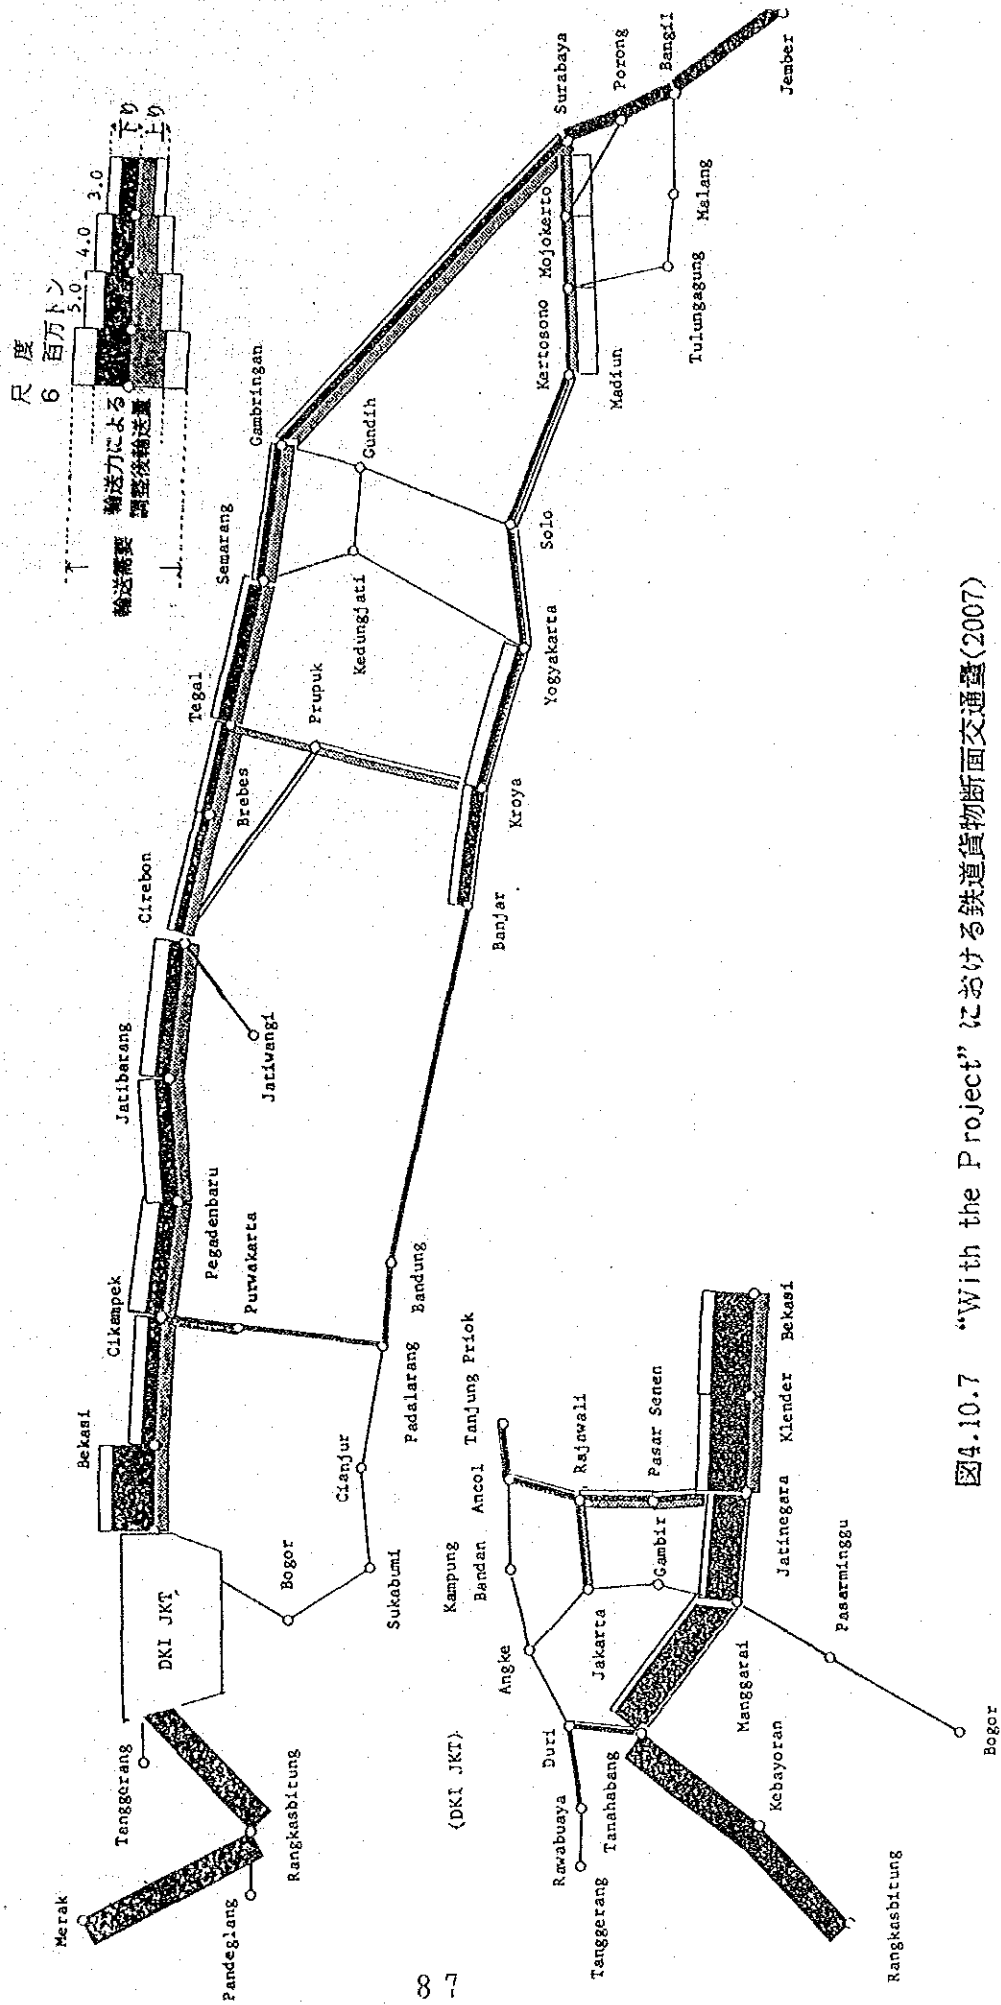 尺 度
6 百万トン
5.0
4.0
3.0
下り
上り
輸送需要
輸送力による
調整後輸送量
Merak
Tanggerang
Pandeglang
Rangkasbitung
DKI JKT
Bekasi
Cikampek
Jatibarang
Cirebon
Tegal
Semarang
Gambringan
Surabaya
Porong
Bangil
Jember
Pegadenbaru
Purwakarta
Jatiwangi
Brebes
Prupuk
Kedungjati
Gundih
Kertosono
Mojokerto
Malang
Tulungagung
Madiun
Solo
Yogyakarta
Kroya
Banjar
Bandung
Padalarang
Cianjur
Sukabumi
Bogor
(DKI JKT)
Kampung
Bandan
Ancol
Tanjung Priok
Angke
Rajawali
Pasar Senen
Gambir
Jakarta
Duri
Rawabuaya
Tanggerang
Tanahabang
Manggarai
Jatinegara
Klender
Bekasi
Kebayoran
Pasarminggu
Rangkasbitung
Bogor
図4.10.7 “With the Project” における鉄道貨物断面交通量(2007)
87